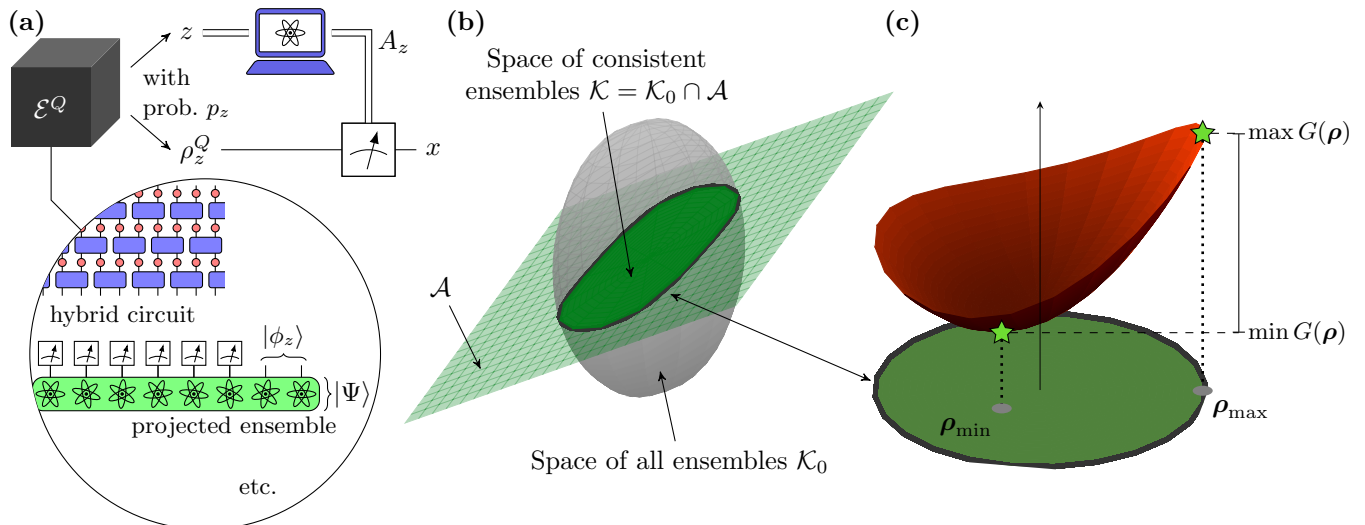 (a)
z
A_z
with
prob. p_z
ℰ^Q
ρ_z^Q
x
hybrid circuit
|ϕ_z⟩
|Ψ⟩
projected ensemble
etc.
(b)
Space of consistent
ensembles 𝒦 = 𝒦_0 ∩ 𝒜
𝒜
Space of all ensembles 𝒦_0
(c)
max G(ρ)
min G(ρ)
ρ_min
ρ_max